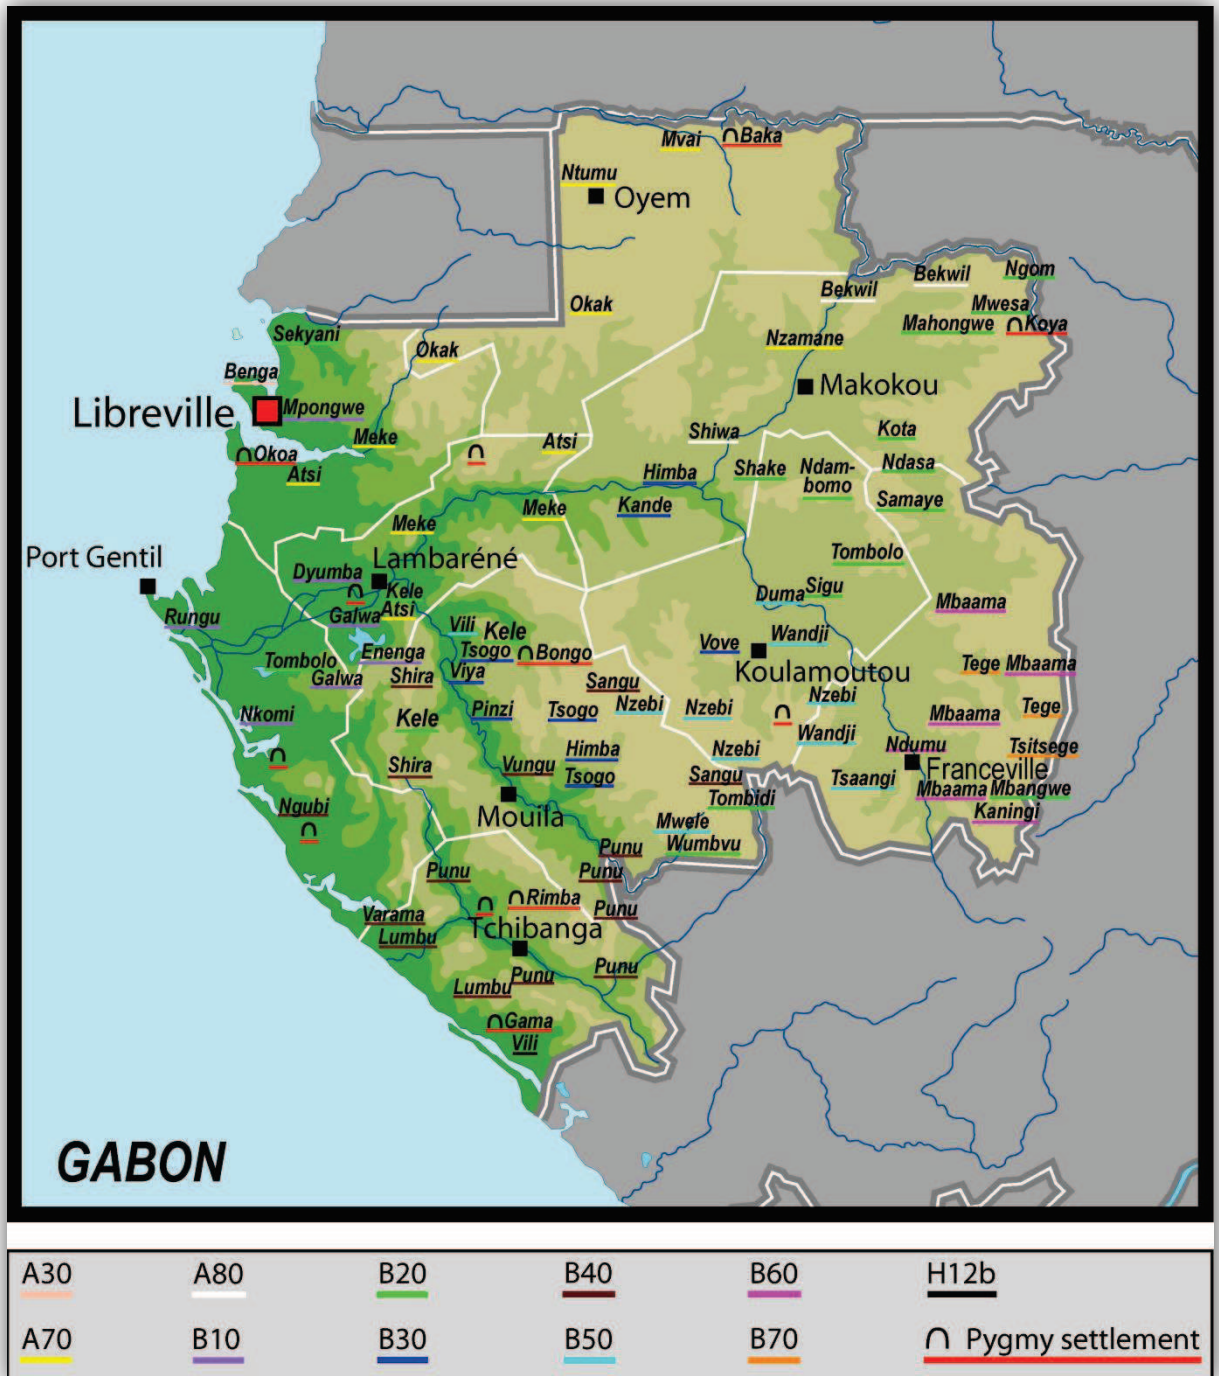 Mvai
Baka
Ntumu
Oyem
Bekwil
Ngom
Bekwil
Okak
Mwesa
Mahongwe
Koya
Sekyani
Nzamane
Okak
Benga
Makokou
Libreville
Mpongwe
Meke
Atsi
Shiwa
Kota
Okoa
Atsi
Himba
Shake
Ndam-
bomo
Ndasa
Samaye
Meke
Kande
Meke
Port Gentil
Lambaréné
Tombolo
Dyumba
Kele
Duma
Sigu
Mbaama
Rungu
Galwa
Atsi
Vili
Kele
Vove
Wandji
Enenga
Tsogo
Bongo
Koulamoutou
Tombolo
Galwa
Shira
Viya
Sangu
Tege
Mbaama
Nzebi
Nkomi
Kele
Pinzi
Tsogo
Nzebi
Nzebi
Mbaama
Tege
Wandji
Himba
Nzebi
Ndumu
Tsitsege
Shira
Vungu
Tsogo
Sangu
Tsaangi
Franceville
Mbaama
Mbangwe
Ngubi
Mouila
Tombidi
Kaningi
Mwele
Wumbvu
Punu
Punu
Punu
Rimba
Varama
Punu
Tchibanga
Lumbu
Punu
Punu
Lumbu
Gama
Vili
GABON
A30 A80 B20 B40 B60 H12b
A70 B10 B30 B50 B70 Pygmy settlement